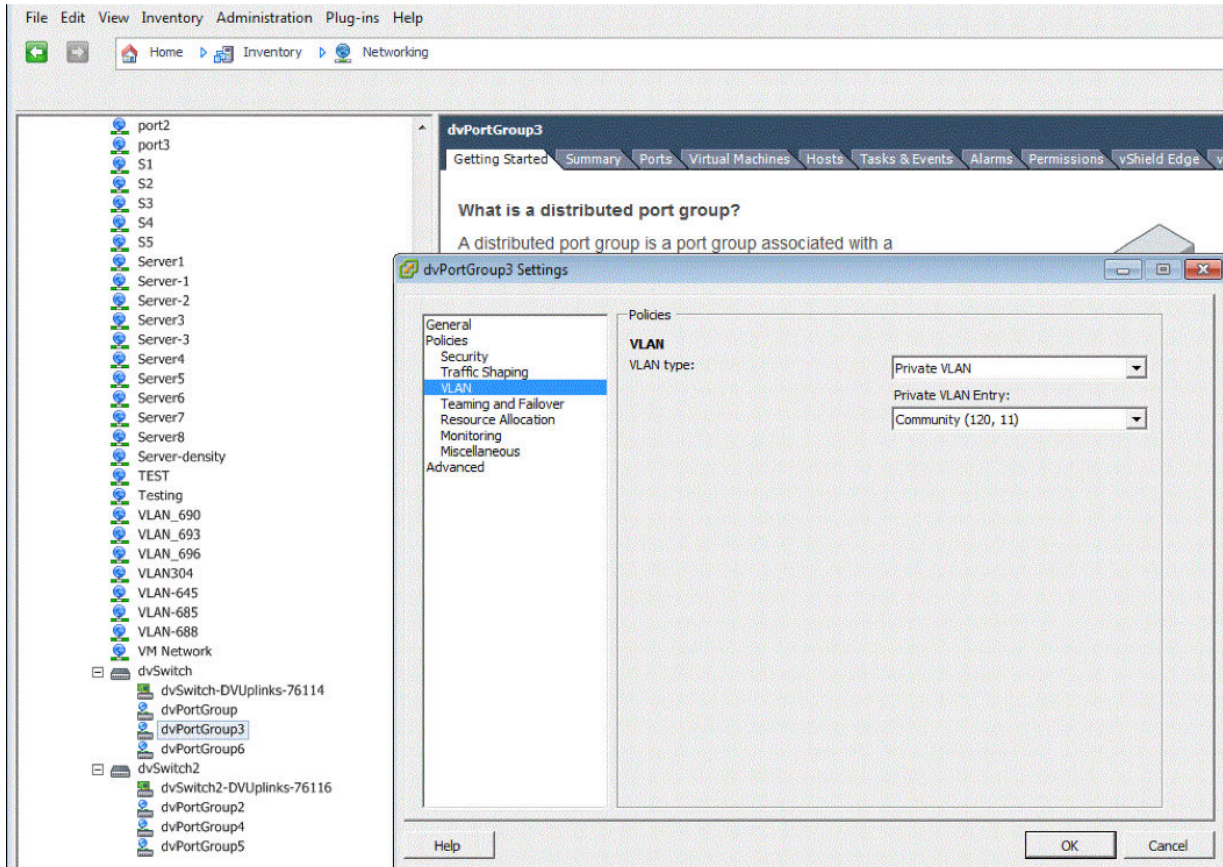 File Edit View Inventory Administration Plug-ins Help
Home Inventory Networking
port2
port3
S1
S2
S3
S4
S5
Server1
Server-1
Server-2
Server3
Server-3
Server4
Server5
Server6
Server7
Server8
Server-density
TEST
Testing
VLAN_690
VLAN_693
VLAN_696
VLAN304
VLAN-645
VLAN-685
VLAN-688
VM Network
dvSwitch
dvSwitch-DVUplinks-76114
dvPortGroup
dvPortGroup3
dvPortGroup6
dvSwitch2
dvSwitch2-DVUplinks-76116
dvPortGroup2
dvPortGroup4
dvPortGroup5
dvPortGroup3
Getting Started Summary Ports Virtual Machines Hosts Tasks & Events Alarms Permissions vShield Edge v
What is a distributed port group?
A distributed port group is a port group associated with a
dvPortGroup3 Settings
General
Policies
Security
Traffic Shaping
VLAN
Teaming and Failover
Resource Allocation
Monitoring
Miscellaneous
Advanced
Policies
VLAN
VLAN type:
Private VLAN
Private VLAN Entry:
Community (120, 11)
Help OK Cancel